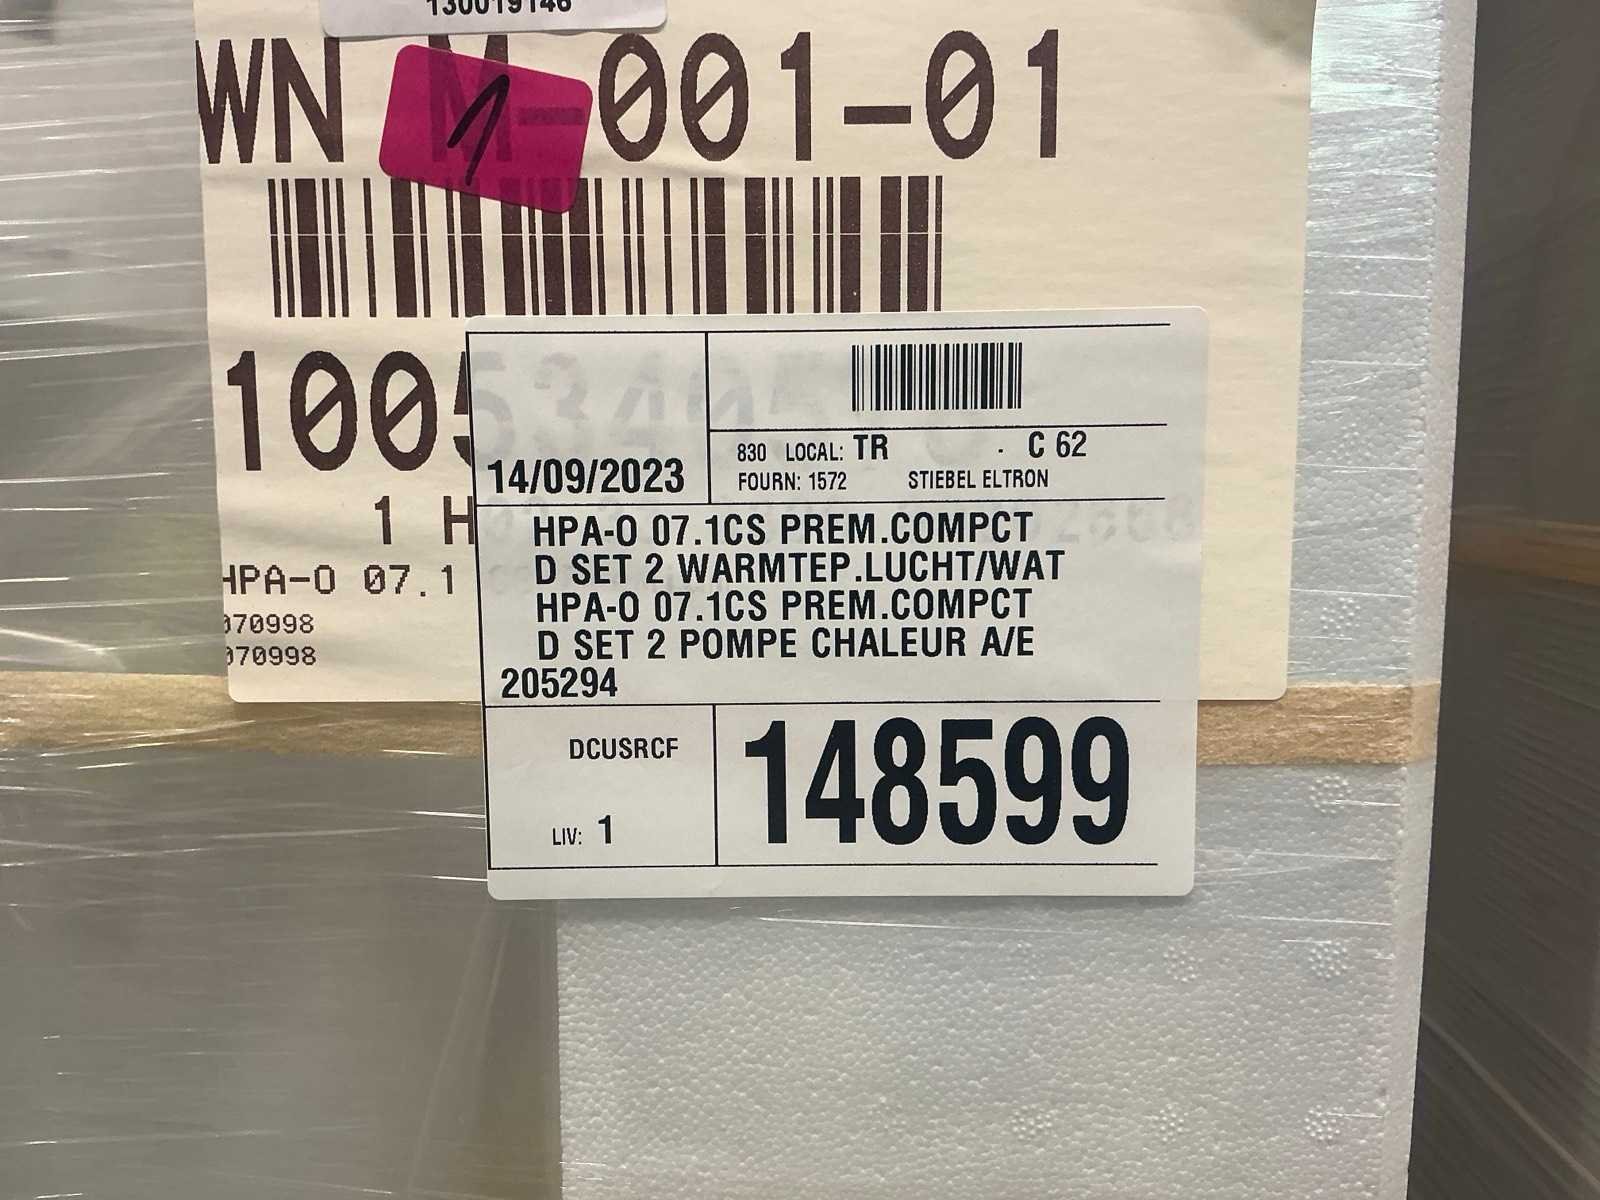 130019146
WN M-001-01
1
1005340
14/09/2023
830 LOCAL: TR . C 62
FOURN: 1572 STIEBEL ELTRON
1 H
HPA-O 07.1
070998
070998
HPA-O 07.1CS PREM.COMPCT
D SET 2 WARMTEP.LUCHT/WAT
HPA-O 07.1CS PREM.COMPCT
D SET 2 POMPE CHALEUR A/E
205294
DCUSRCF
LIV: 1
148599